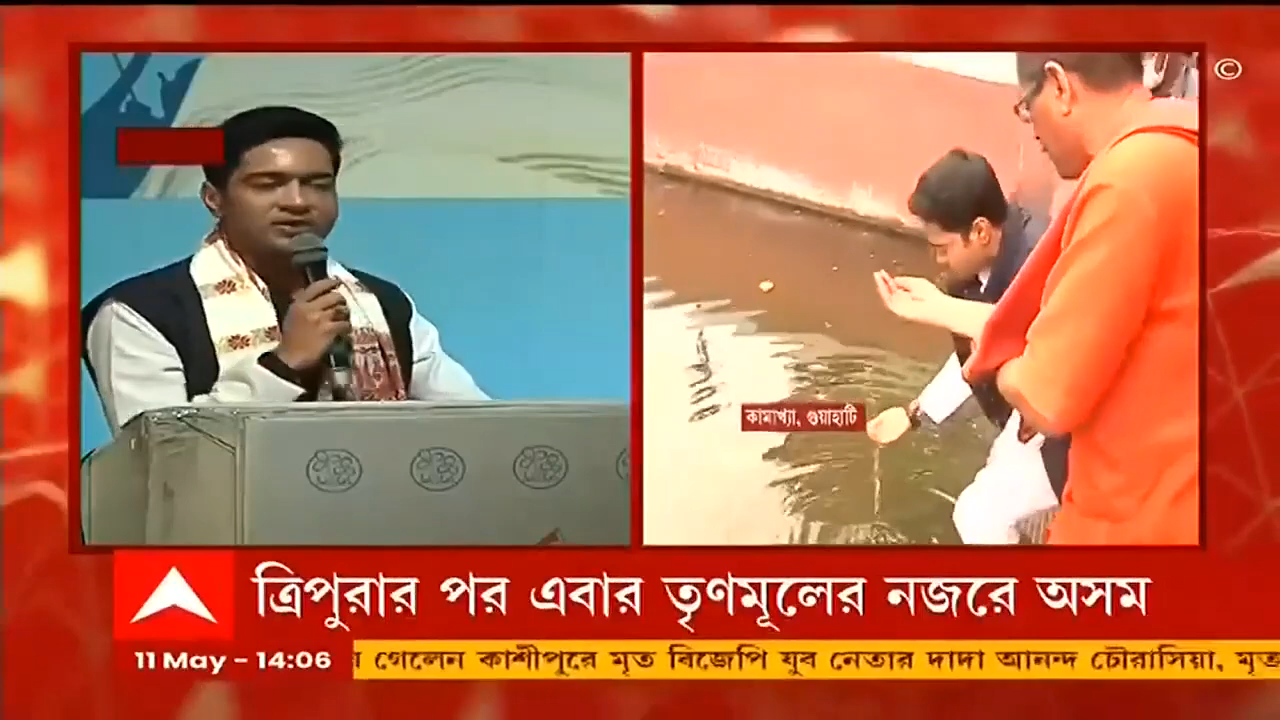 ©
কামাখ্যা, গুয়াহাটি
ত্রিপুরার পর এবার তৃণমূলের নজরে অসম
11 May - 14:06
গেলেন কাশীপুরে মৃত বিজেপি যুব নেতার দাদা আনন্দ চৌরাসিয়া, মৃত